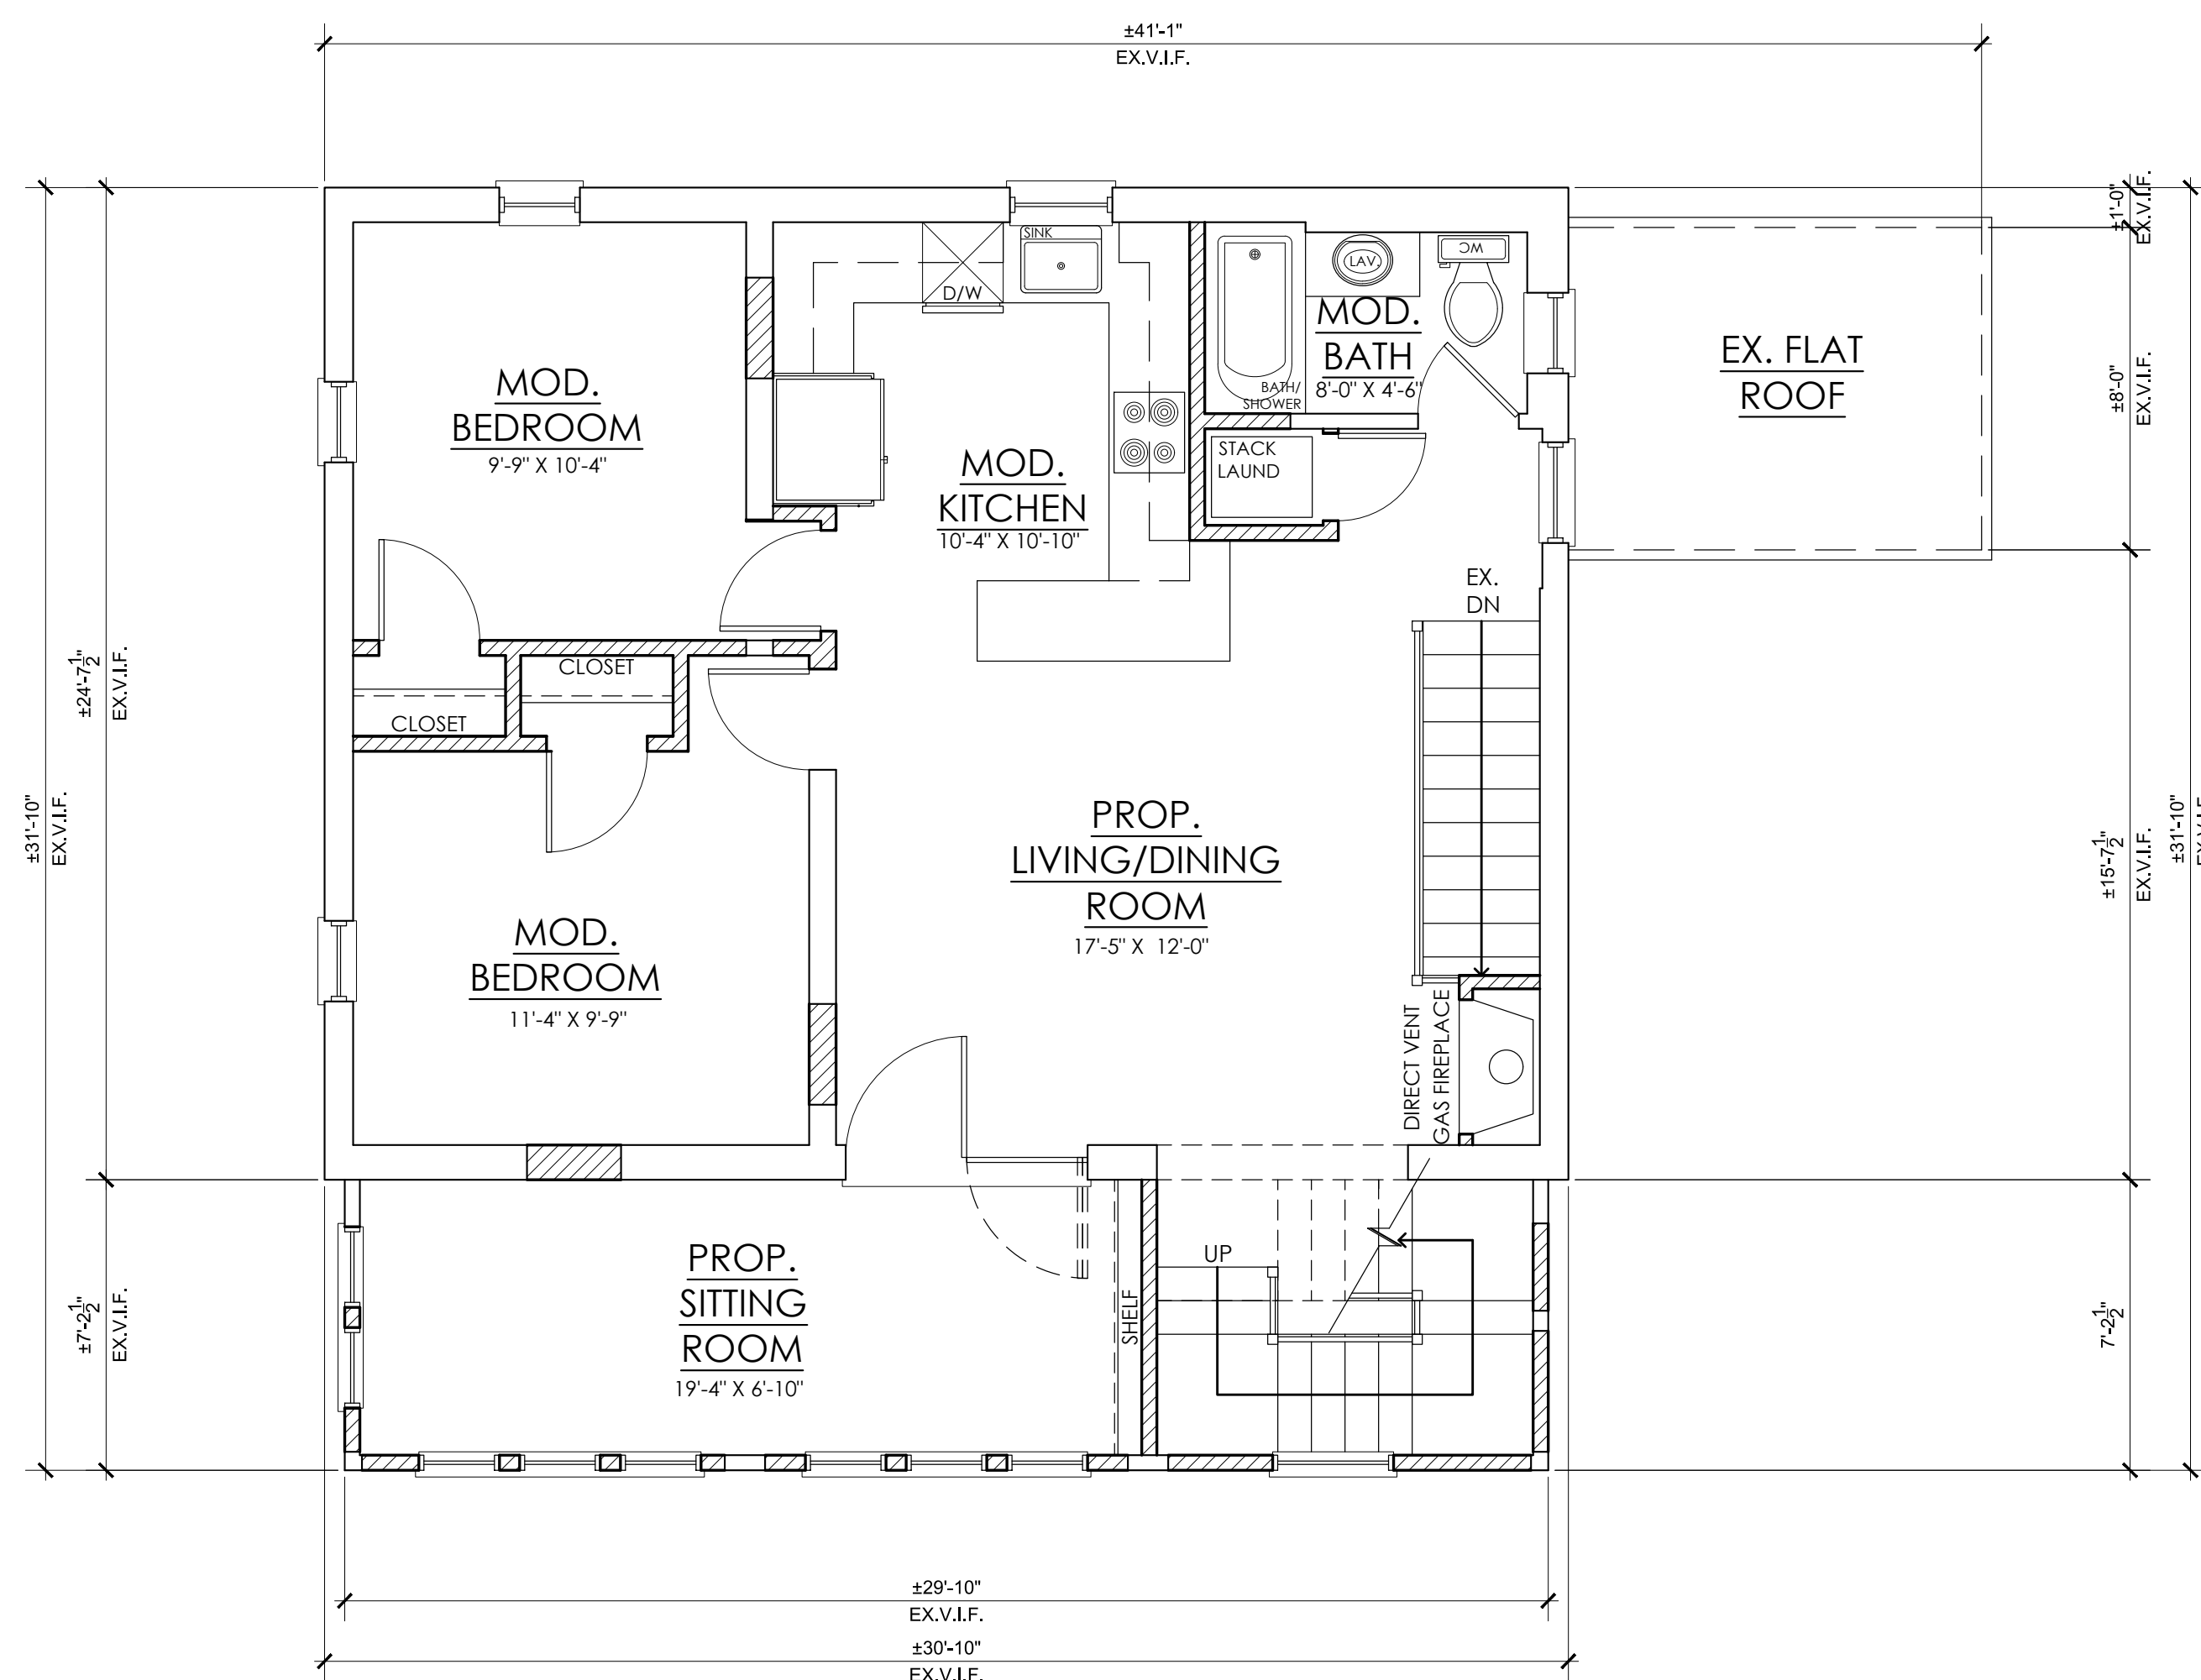 ±41'-1"
EX.V.I.F.
±1'-0"
EX.V.I.F.
SINK
D/W
LAV.
WC
MOD.
BATH
8'-0" X 4'-6"
BATH/
SHOWER
EX. FLAT
ROOF
±8'-0"
EX.V.I.F.
MOD.
BEDROOM
9'-9" X 10'-4"
MOD.
KITCHEN
10'-4" X 10'-10"
STACK
LAUND
EX.
DN
±24'-7 1/2"
EX.V.I.F.
CLOSET
CLOSET
±31'-10"
EX.V.I.F.
PROP.
LIVING/DINING
ROOM
17'-5" X 12'-0"
±15'-7 1/2"
EX.V.I.F.
±31'-10"
EX.V.I.F.
MOD.
BEDROOM
11'-4" X 9'-9"
DIRECT VENT
GAS FIREPLACE
UP
PROP.
SITTING
ROOM
19'-4" X 6'-10"
SHELF
±7'-2 1/2"
EX.V.I.F.
7'-2 1/2"
±29'-10"
EX.V.I.F.
±30'-10"
EX.V.I.F.